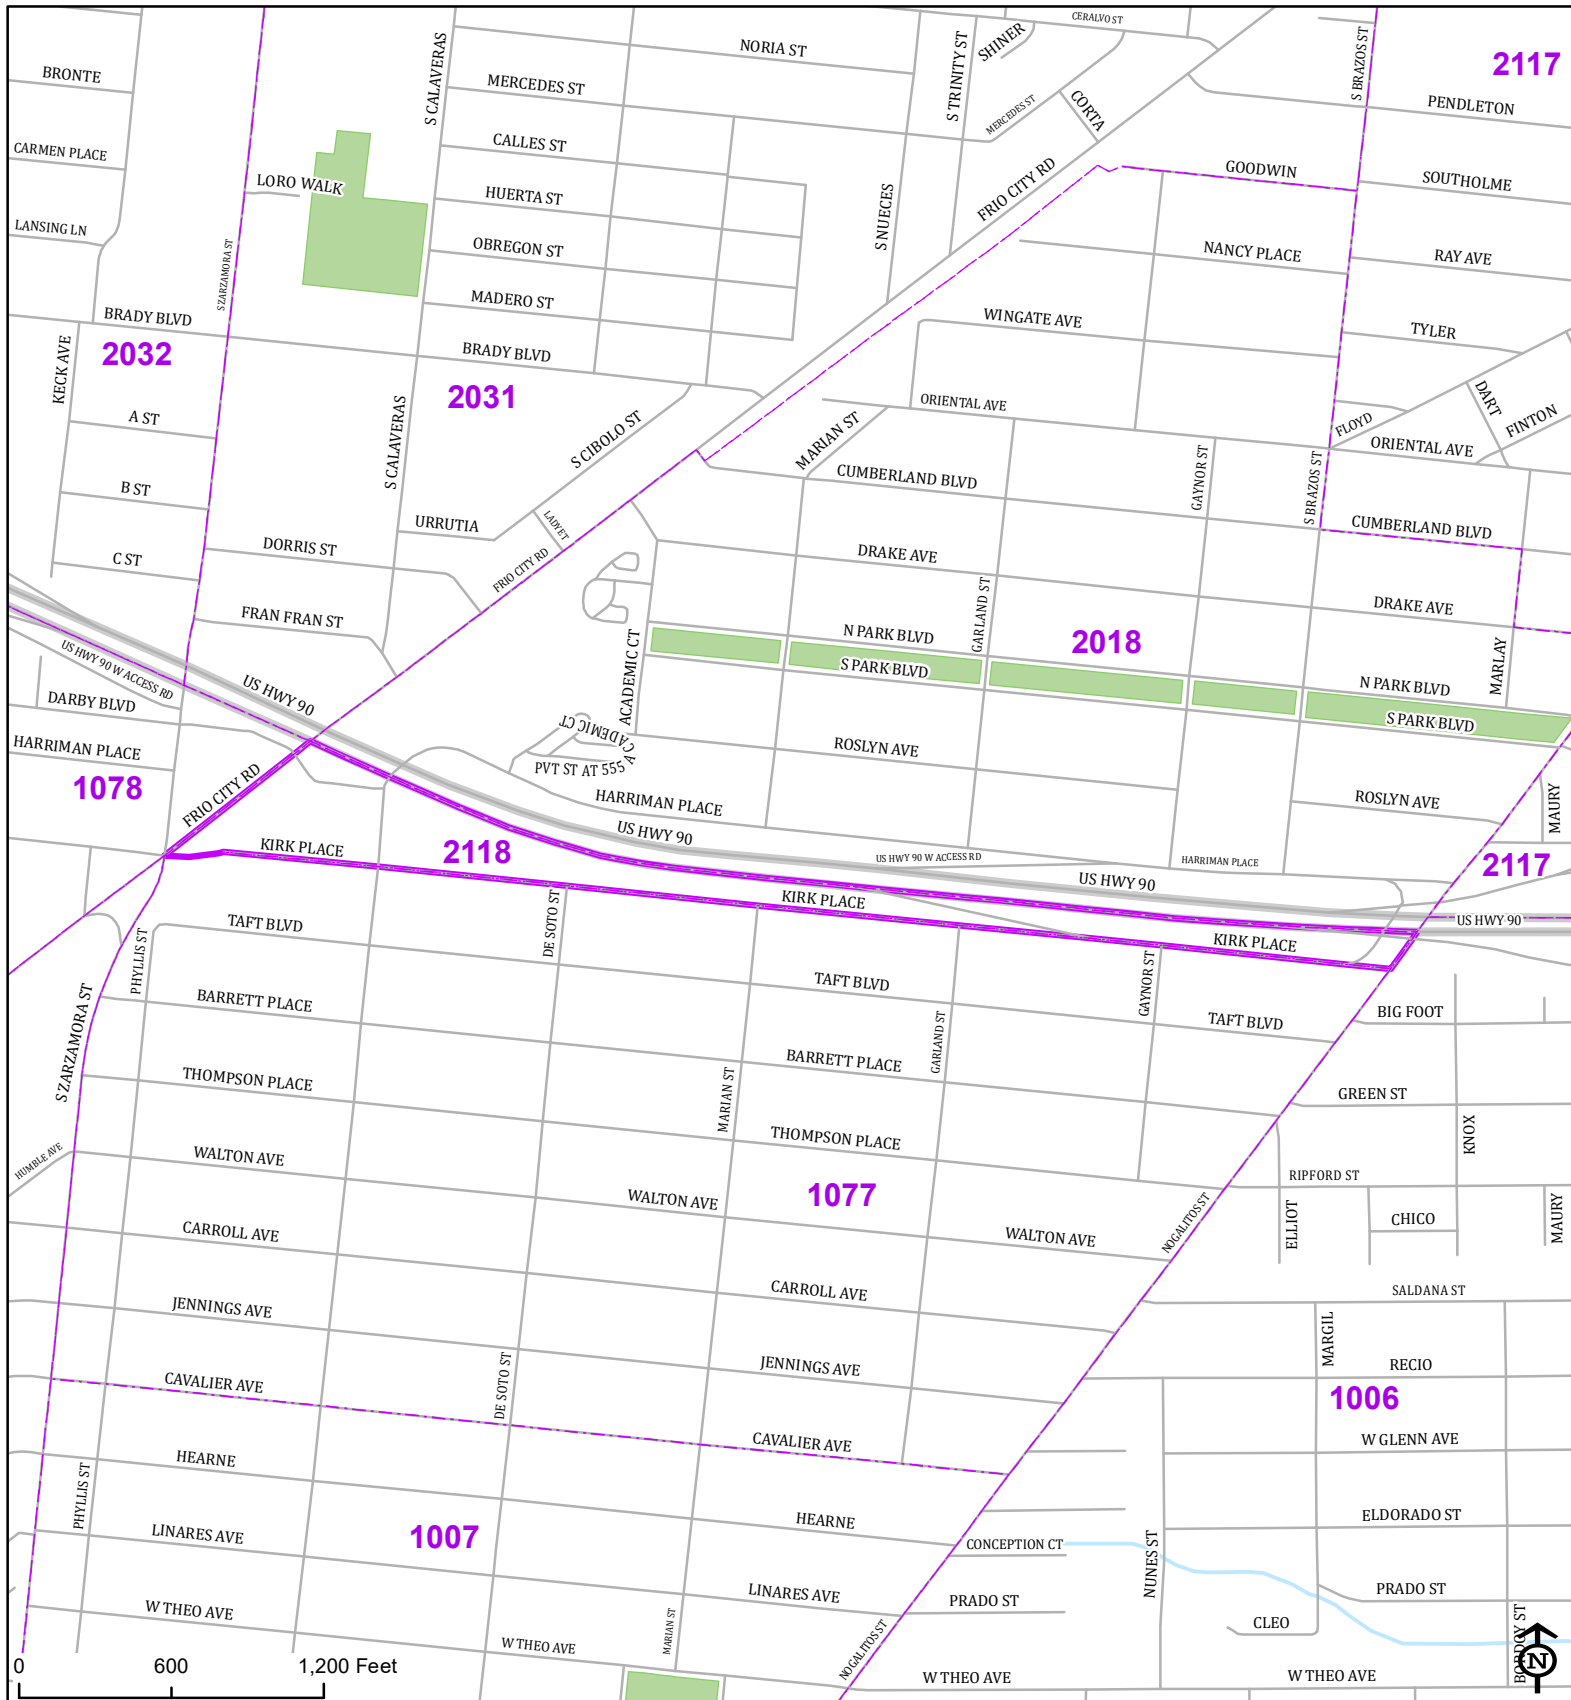 CERALVO ST
NORIA ST
SHINER
S TRINITY ST
S CALAVERAS
S BRAZOS ST
2117
BRONTE
MERCEDES ST
MERCEDES ST
CORTA
PENDLETON
CARMEN PLACE
CALLES ST
LORO WALK
HUERTA ST
GOODWIN
SOUTHOLME
FRIO CITY RD
S NUECES
LANSING LN
S ZARZAMORA ST
OBREGON ST
NANCY PLACE
RAY AVE
MADERO ST
BRADY BLVD
WINGATE AVE
TYLER
2032
BRADY BLVD
KECK AVE
2031
A ST
S CALAVERAS
S CIBOLO ST
MARIAN ST
ORIENTAL AVE
FLOYD
DART
FINTON
ORIENTAL AVE
CUMBERLAND BLVD
GAYNOR ST
S BRAZOS ST
B ST
URRUTIA
LADYET
CUMBERLAND BLVD
C ST
DORRIS ST
FRIO CITY RD
DRAKE AVE
GARLAND ST
DRAKE AVE
FRAN FRAN ST
N PARK BLVD
2018
S PARK BLVD
N PARK BLVD
MARLAY
S PARK BLVD
US HWY 90 W ACCESS RD
US HWY 90
DARBY BLVD
ACADEMIC CT
ACADEMIC CT
HARRIMAN PLACE
PVT ST AT 555
ROSLYN AVE
1078
FRIO CITY RD
HARRIMAN PLACE
ROSLYN AVE
MAURY
US HWY 90
KIRK PLACE
2118
US HWY 90 W ACCESS RD
HARRIMAN PLACE
2117
US HWY 90
KIRK PLACE
US HWY 90
KIRK PLACE
TAFT BLVD
PHYLLIS ST
DE SOTO ST
TAFT BLVD
GAYNOR ST
S ZARZAMORA ST
BARRETT PLACE
TAFT BLVD
BIG FOOT
GARLAND ST
BARRETT PLACE
THOMPSON PLACE
MARIAN ST
GREEN ST
KNOX
THOMPSON PLACE
HUMBLE AVE
WALTON AVE
RIPFORD ST
WALTON AVE
1077
NOGALITOS ST
ELLIOT
CHICO
MAURY
CARROLL AVE
WALTON AVE
CARROLL AVE
SALDANA ST
JENNINGS AVE
MARGIL
JENNINGS AVE
RECIO
CAVALIER AVE
DE SOTO ST
1006
CAVALIER AVE
W GLENN AVE
HEARNE
PHYLLIS ST
HEARNE
ELDORADO ST
LINARES AVE
1007
CONCEPTION CT
NUNES ST
LINARES AVE
PRADO ST
PRADO ST
W THEO AVE
MARIAN ST
CLEO
BORDOY ST
W THEO AVE
NOGALITOS ST
W THEO AVE
W THEO AVE
N
0 600 1,200 Feet